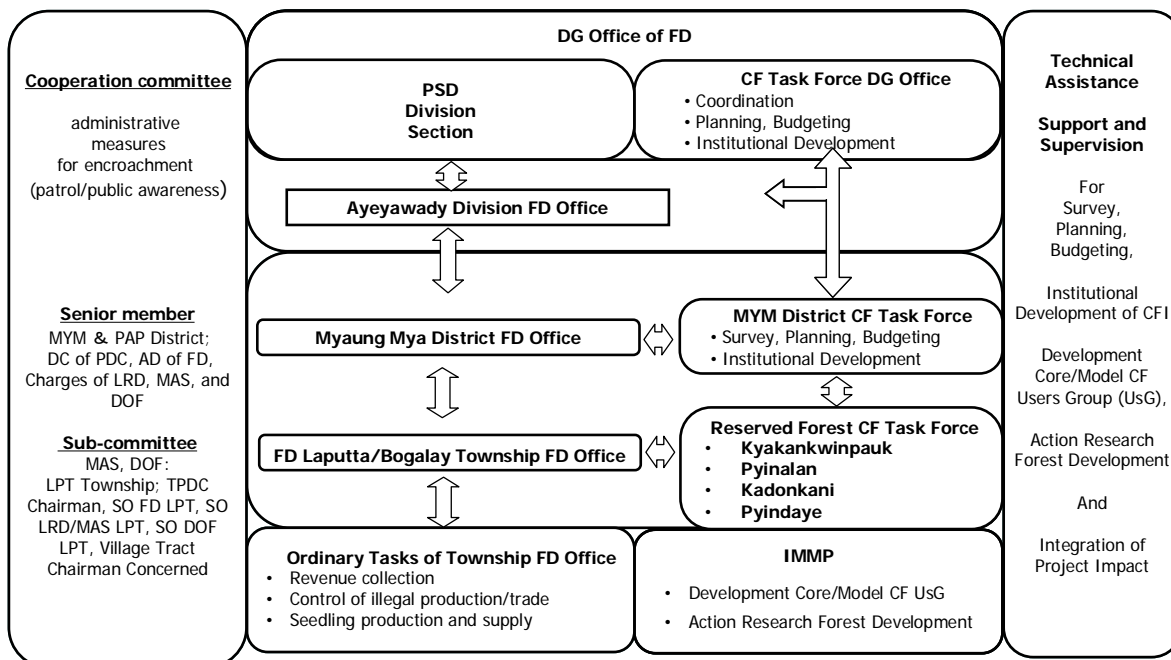 Cooperation committee
administrative
measures
for encroachment
(patrol/public awareness)
Senior member
MYM & PAP District;
DC of PDC, AD of FD,
Charges of LRD, MAS, and
DOF
Sub-committee
MAS, DOF:
LPT Township; TPDC
Chairman, SO FD LPT, SO
LRD/MAS LPT, SO DOF
LPT, Village Tract
Chairman Concerned
DG Office of FD
PSD
Division
Section
CF Task Force DG Office
• Coordination
• Planning, Budgeting
• Institutional Development
Ayeyawady Division FD Office
Myaung Mya District FD Office
MYM District CF Task Force
• Survey, Planning, Budgeting
• Institutional Development
FD Laputta/Bogalay Township FD Office
Reserved Forest CF Task Force
• Kyakankwinpauk
• Pyinalan
• Kadonkani
• Pyindaye
Ordinary Tasks of Township FD Office
• Revenue collection
• Control of illegal production/trade
• Seedling production and supply
IMMP
• Development Core/Model CF UsG
• Action Research Forest Development
Technical
Assistance
Support and
Supervision
For
Survey,
Planning,
Budgeting,
Institutional
Development of CFI
Development
Core/Model CF
Users Group (UsG),
Action Research
Forest Development
And
Integration of
Project Impact